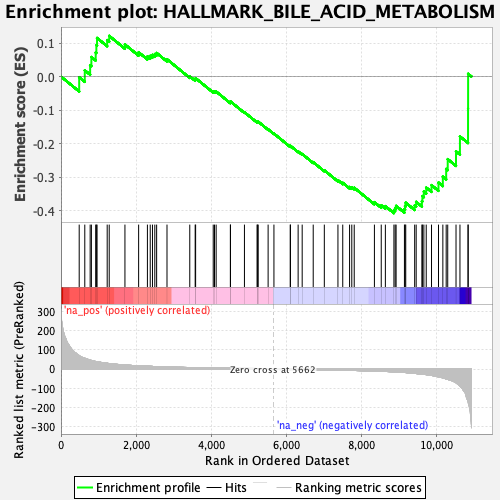 Enrichment plot: HALLMARK_BILE_ACID_METABOLISM
Enrichment score (ES)
0.1
0.0
-0.1
-0.2
-0.3
-0.4
'na_pos' (positively correlated)
Ranked list metric (PreRanked)
300
200
100
0
-100
-200
-300
Zero cross at 5662
'na_neg' (negatively correlated)
0
2,000
4,000
6,000
8,000
10,000
Rank in Ordered Dataset
Enrichment profile
Hits
Ranking metric scores